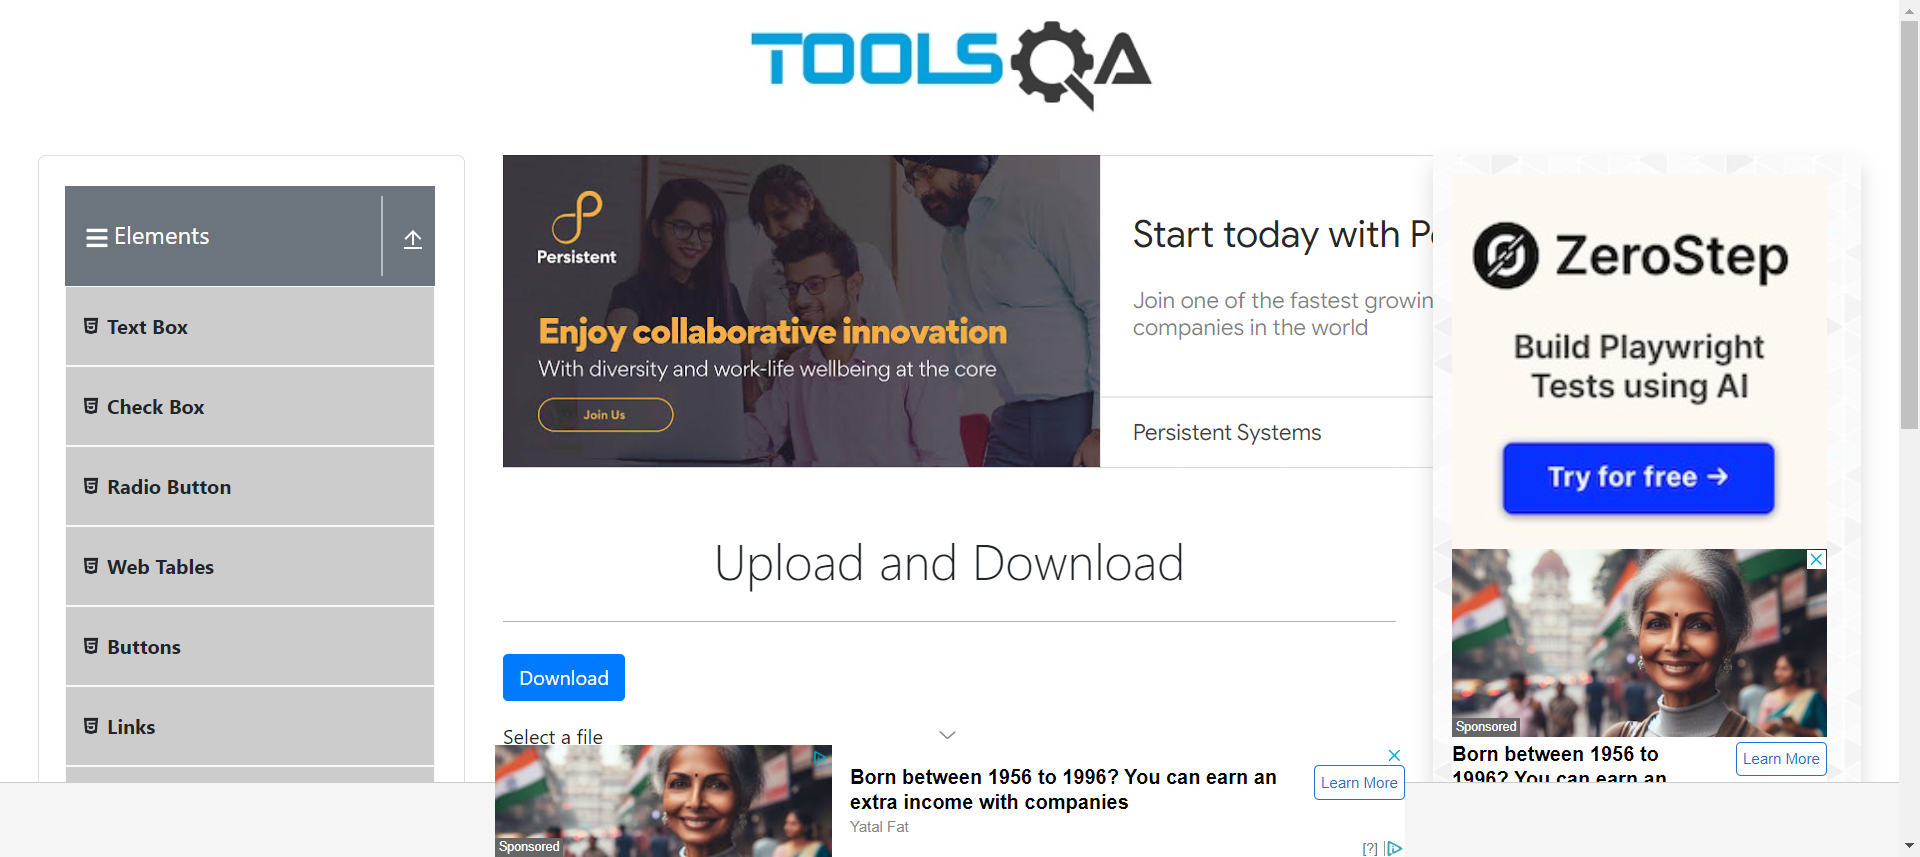 TOOLSQA
Elements
Text Box
Check Box
Radio Button
Web Tables
Buttons
Links
Persistent
Enjoy collaborative innovation
With diversity and work-life wellbeing at the core
Join Us
Start today with Pe
Join one of the fastest growin
companies in the world
Persistent Systems
Upload and Download
Download
Select a file
ZeroStep
Build Playwright
Tests using AI
Try for free →
Sponsored
Born between 1956 to
1996? You can earn an
Learn More
Sponsored
Born between 1956 to 1996? You can earn an
extra income with companies
Yatal Fat
Learn More
[?]